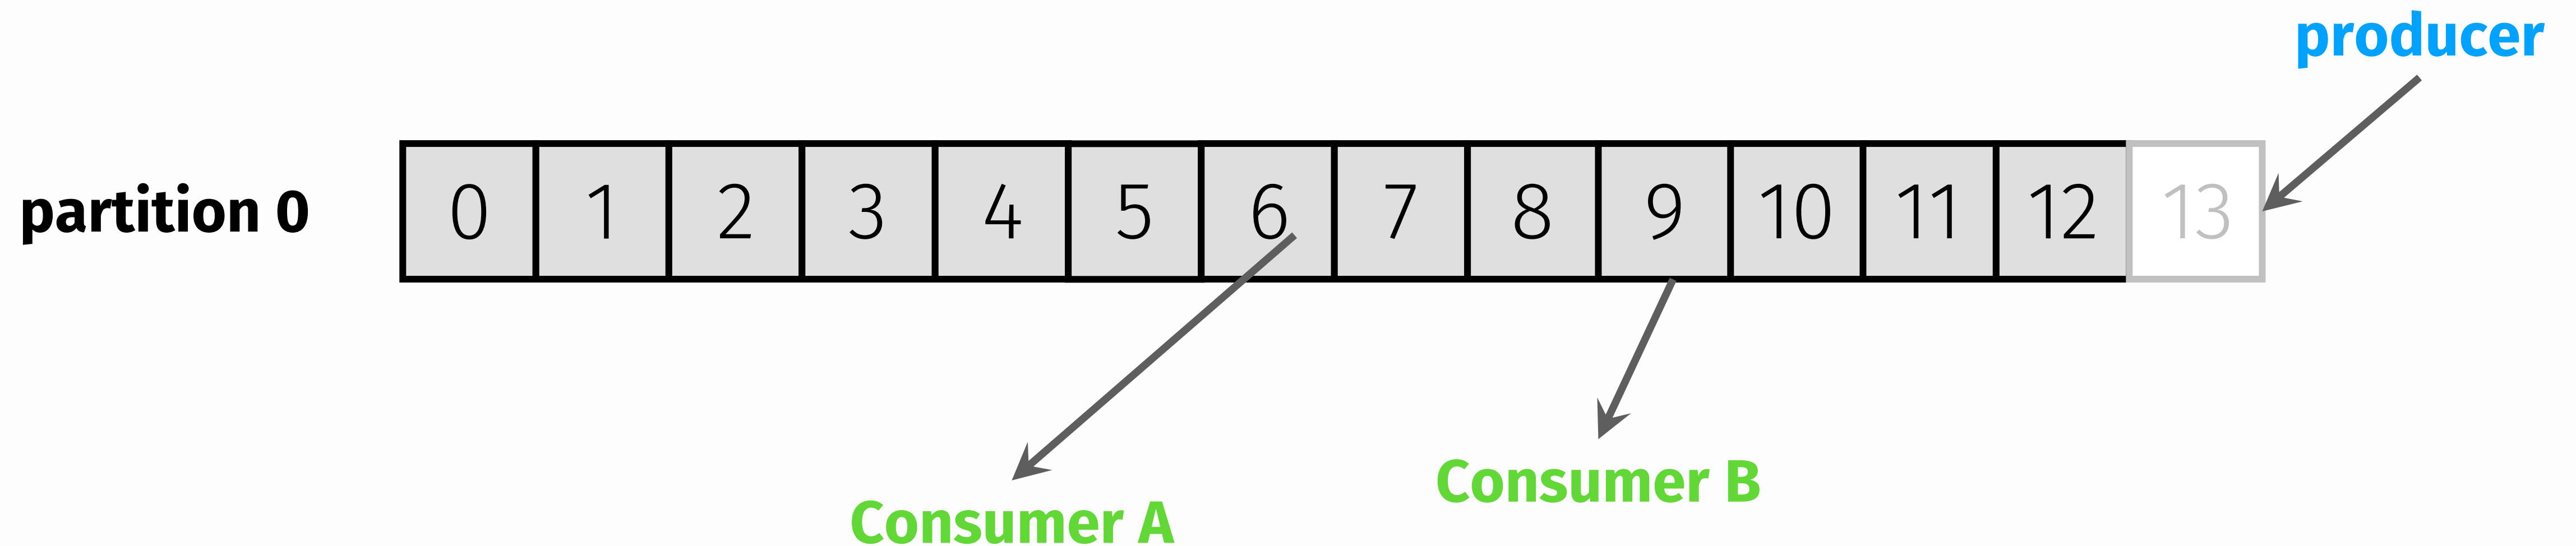 producer
partition 0
0 1 2 3 4 5 6 7 8 9 10 11 12 13
Consumer B
Consumer A